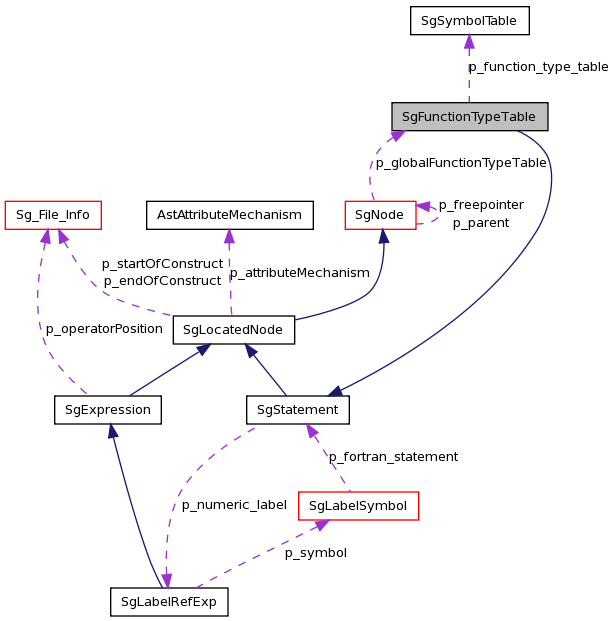 SgSymbolTable
p_function_type_table
SgFunctionTypeTable
p_globalFunctionTypeTable
Sg_File_Info
AstAttributeMechanism
SgNode
p_freepointer
p_parent
p_startOfConstruct
p_endOfConstruct
p_attributeMechanism
p_operatorPosition
SgLocatedNode
SgExpression
SgStatement
p_fortran_statement
p_numeric_label
SgLabelSymbol
p_symbol
SgLabelRefExp